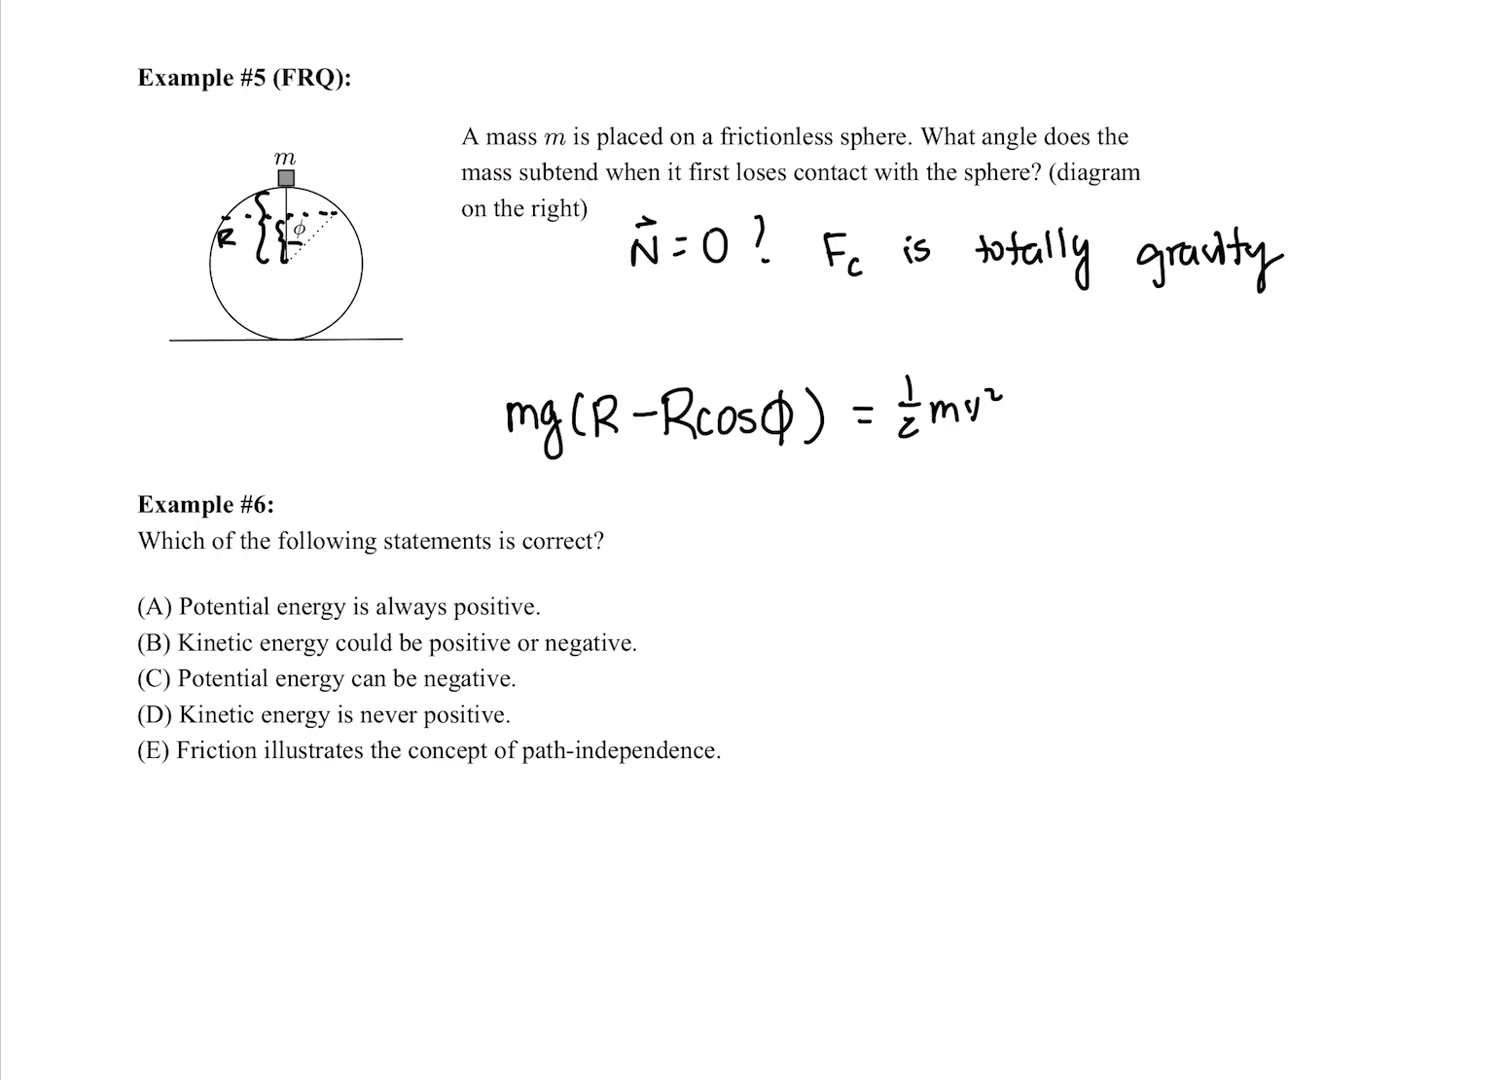 Example #5 (FRQ):
A mass m is placed on a frictionless sphere. What angle does the
mass subtend when it first loses contact with the sphere? (diagram
on the right)
m
R
ϕ
N⃗ = 0 ? Fc is totally gravity
mg(R - Rcosϕ) = ½mv²
Example #6:
Which of the following statements is correct?
(A) Potential energy is always positive.
(B) Kinetic energy could be positive or negative.
(C) Potential energy can be negative.
(D) Kinetic energy is never positive.
(E) Friction illustrates the concept of path-independence.